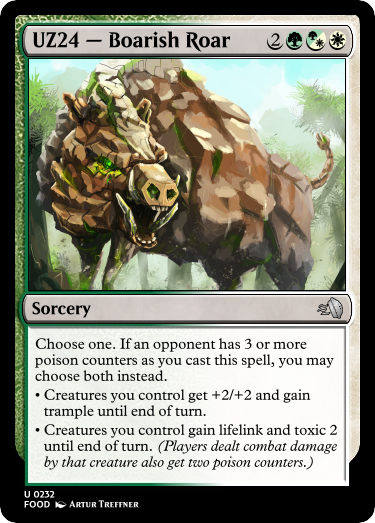 UZ24 — Boarish Roar 2
Sorcery
Choose one. If an opponent has 3 or more
poison counters as you cast this spell, you may
choose both instead.
• Creatures you control get +2/+2 and gain
trample until end of turn.
• Creatures you control gain lifelink and toxic 2
until end of turn. (Players dealt combat damage
by that creature also get two poison counters.)
U 0232
FOOD Artur Treffner